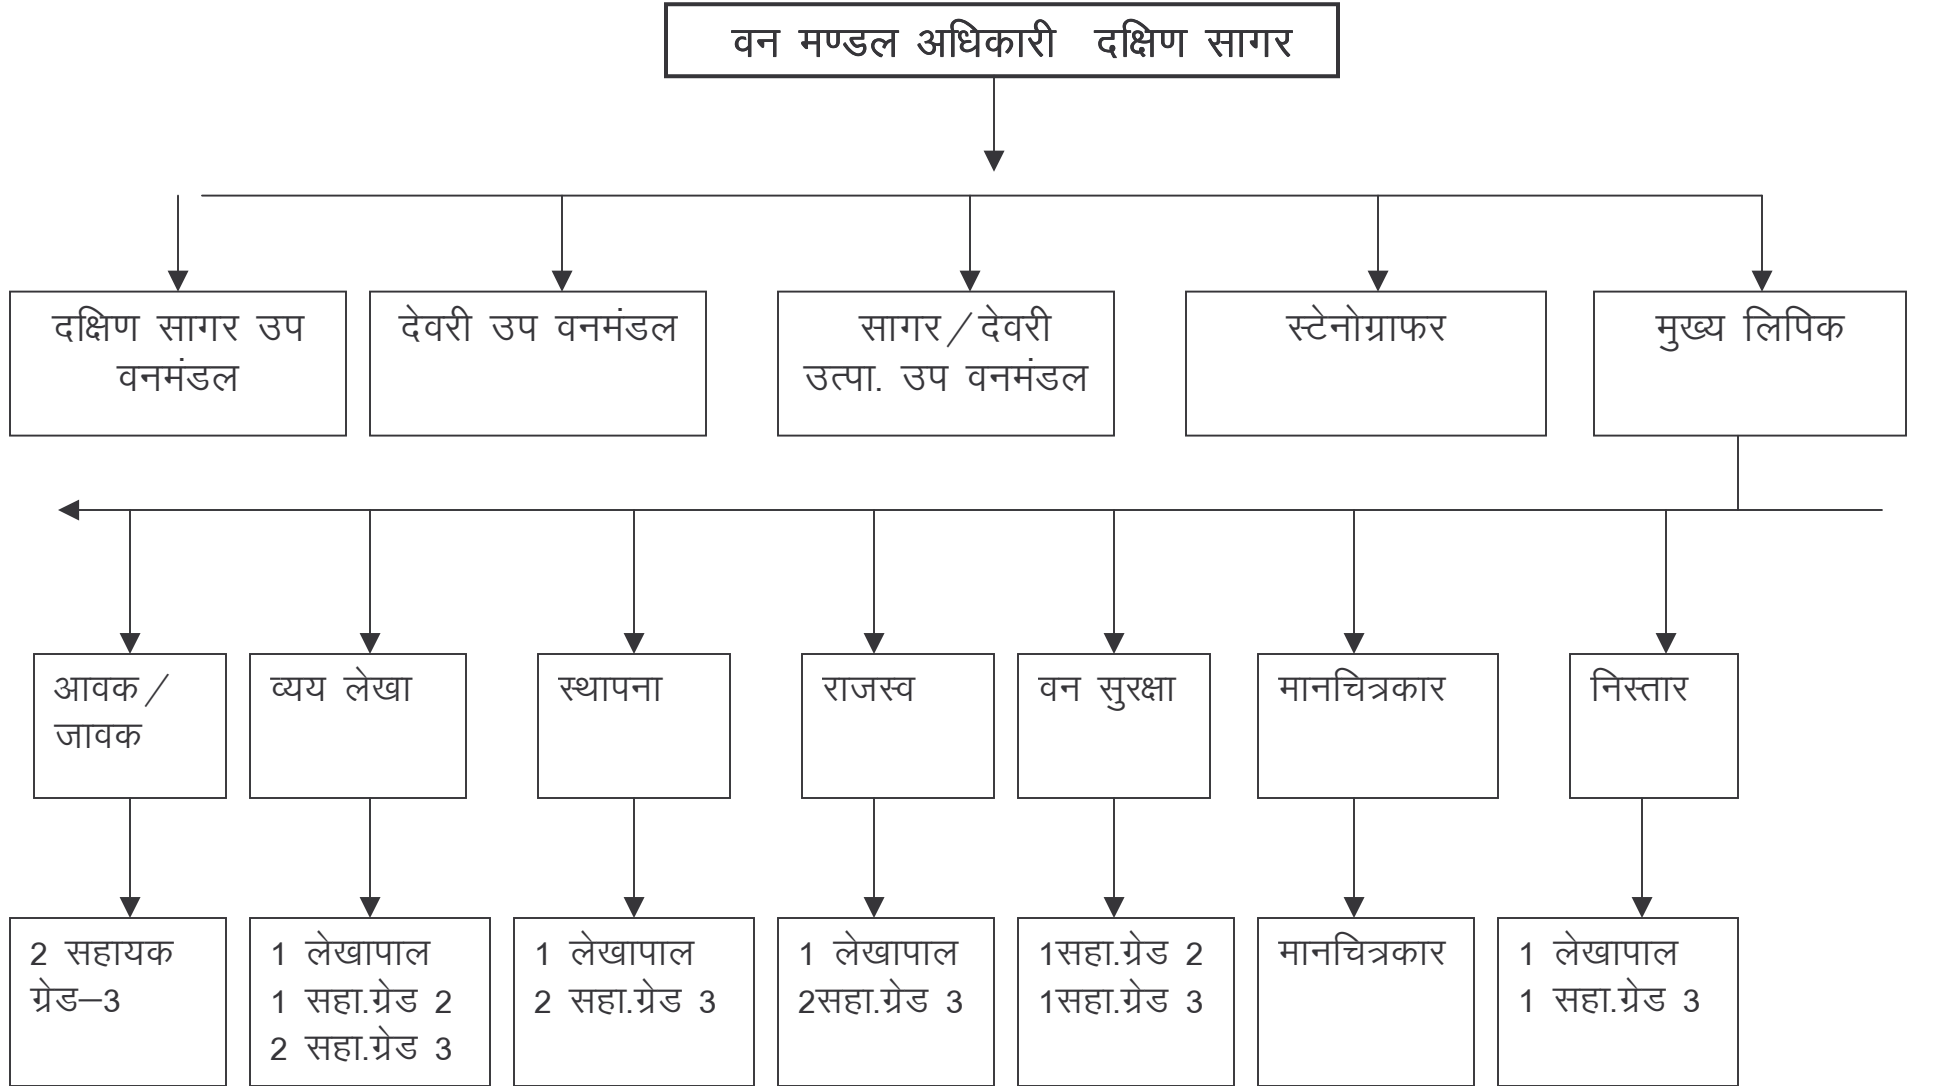 वन मण्डल अधिकारी दक्षिण सागर
दक्षिण सागर उप
वनमंडल
देवरी उप वनमंडल
सागर/देवरी
उत्पा. उप वनमंडल
स्टेनोग्राफर
मुख्य लिपिक
आवक/
जावक
व्यय लेखा
स्थापना
राजस्व
वन सुरक्षा
मानचित्रकार
निस्तार
2 सहायक
ग्रेड–3
1 लेखापाल
1 सहा.ग्रेड 2
2 सहा.ग्रेड 3
1 लेखापाल
2 सहा.ग्रेड 3
1 लेखापाल
2सहा.ग्रेड 3
1सहा.ग्रेड 2
1सहा.ग्रेड 3
मानचित्रकार
1 लेखापाल
1 सहा.ग्रेड 3